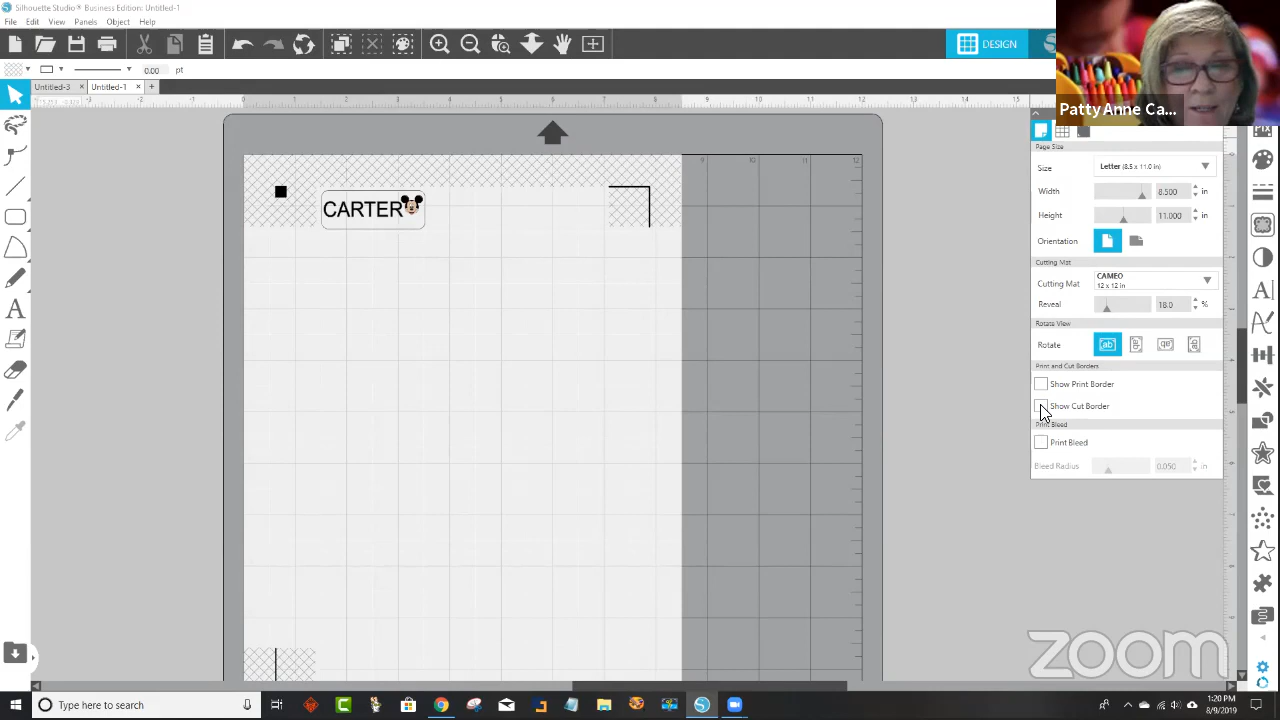 Silhouette Studio® Business Edition: Untitled-1
File Edit View Panels Object Help
DESIGN
0.00 pt
Untitled-3 Untitled-1
Patty Anne Ca...
CARTER
Page Size
Size Letter (8.5 x 11.0 in)
Width 8.500 in
Height 11.000 in
Orientation
Cutting Mat
Cutting Mat CAMEO
12 x 12 in
Reveal 18.0 %
Rotate View
Rotate
Print and Cut Borders
Show Print Border
Show Cut Border
Print Bleed
Print Bleed
Bleed Radius 0.050 in
zoom
Type here to search
1:20 PM
8/9/2019